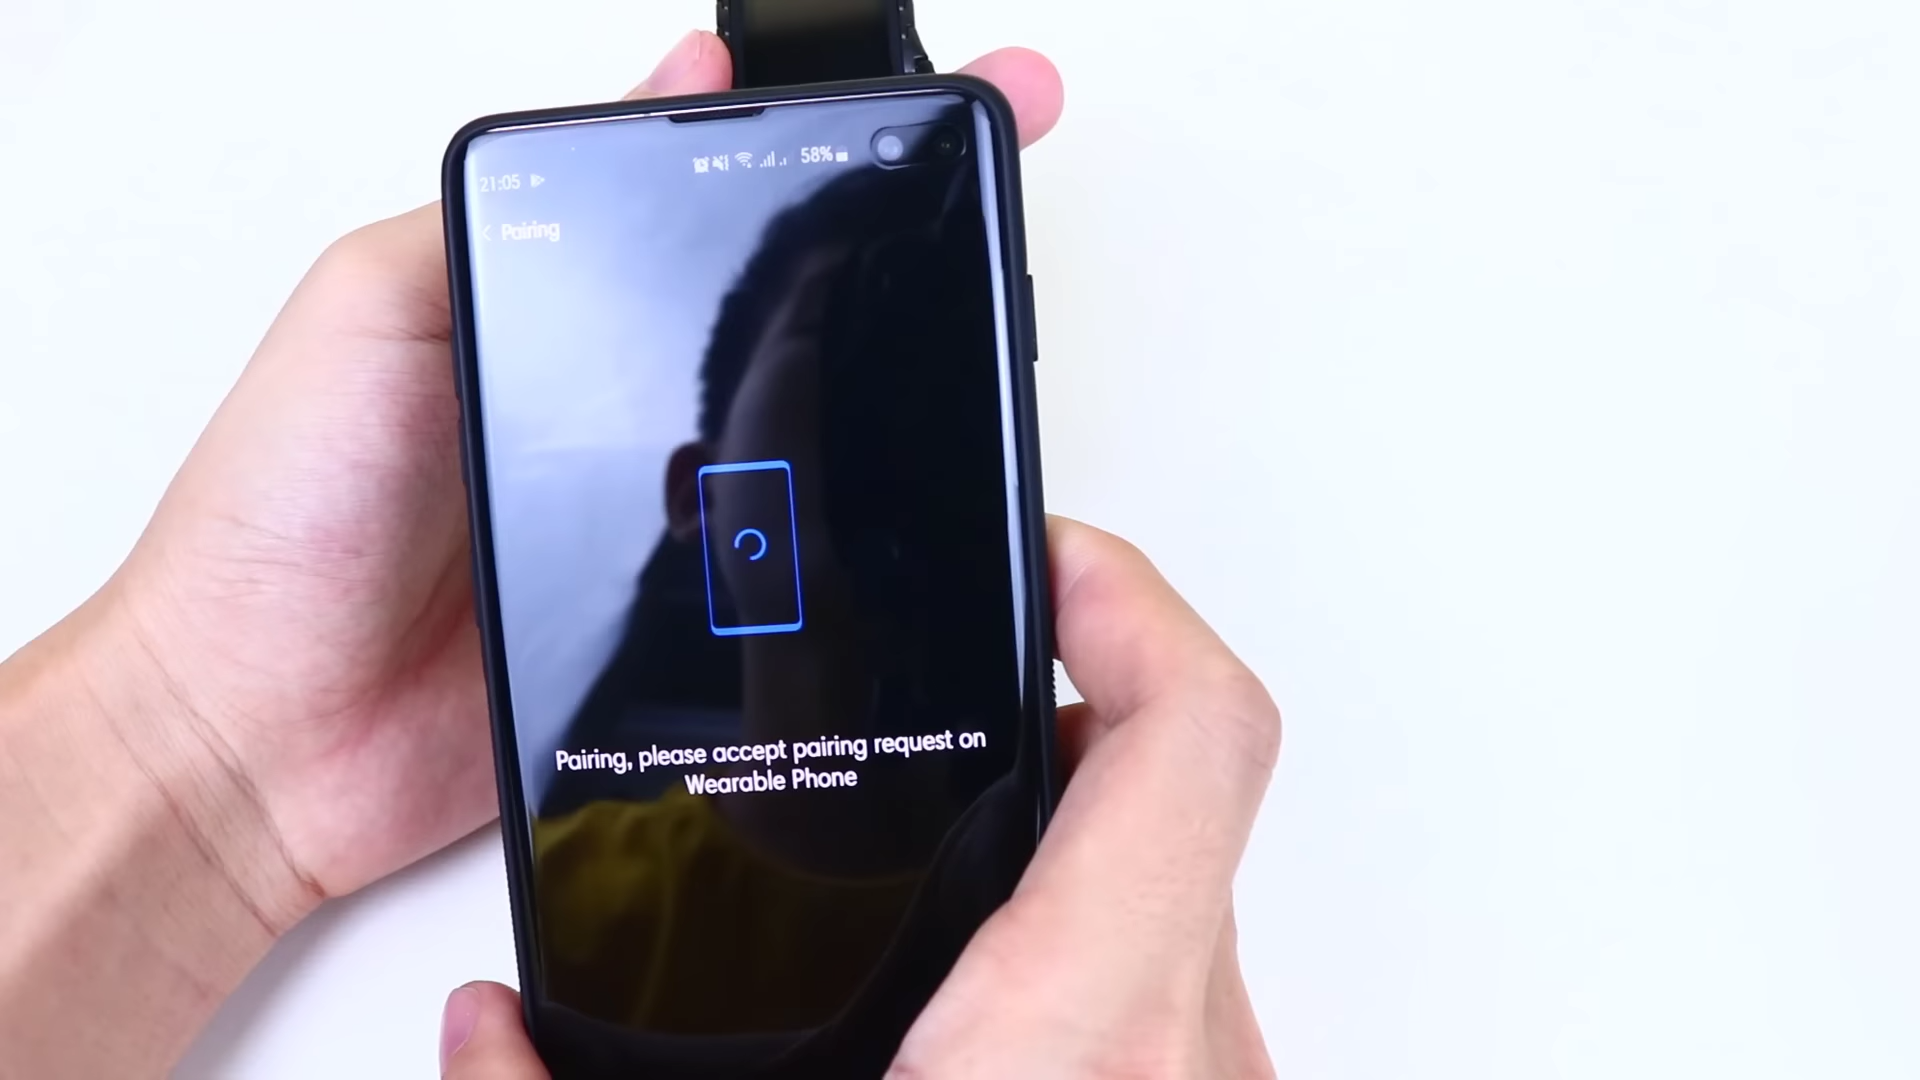 21:05 58%
Pairing
Pairing, please accept pairing request on
Wearable Phone